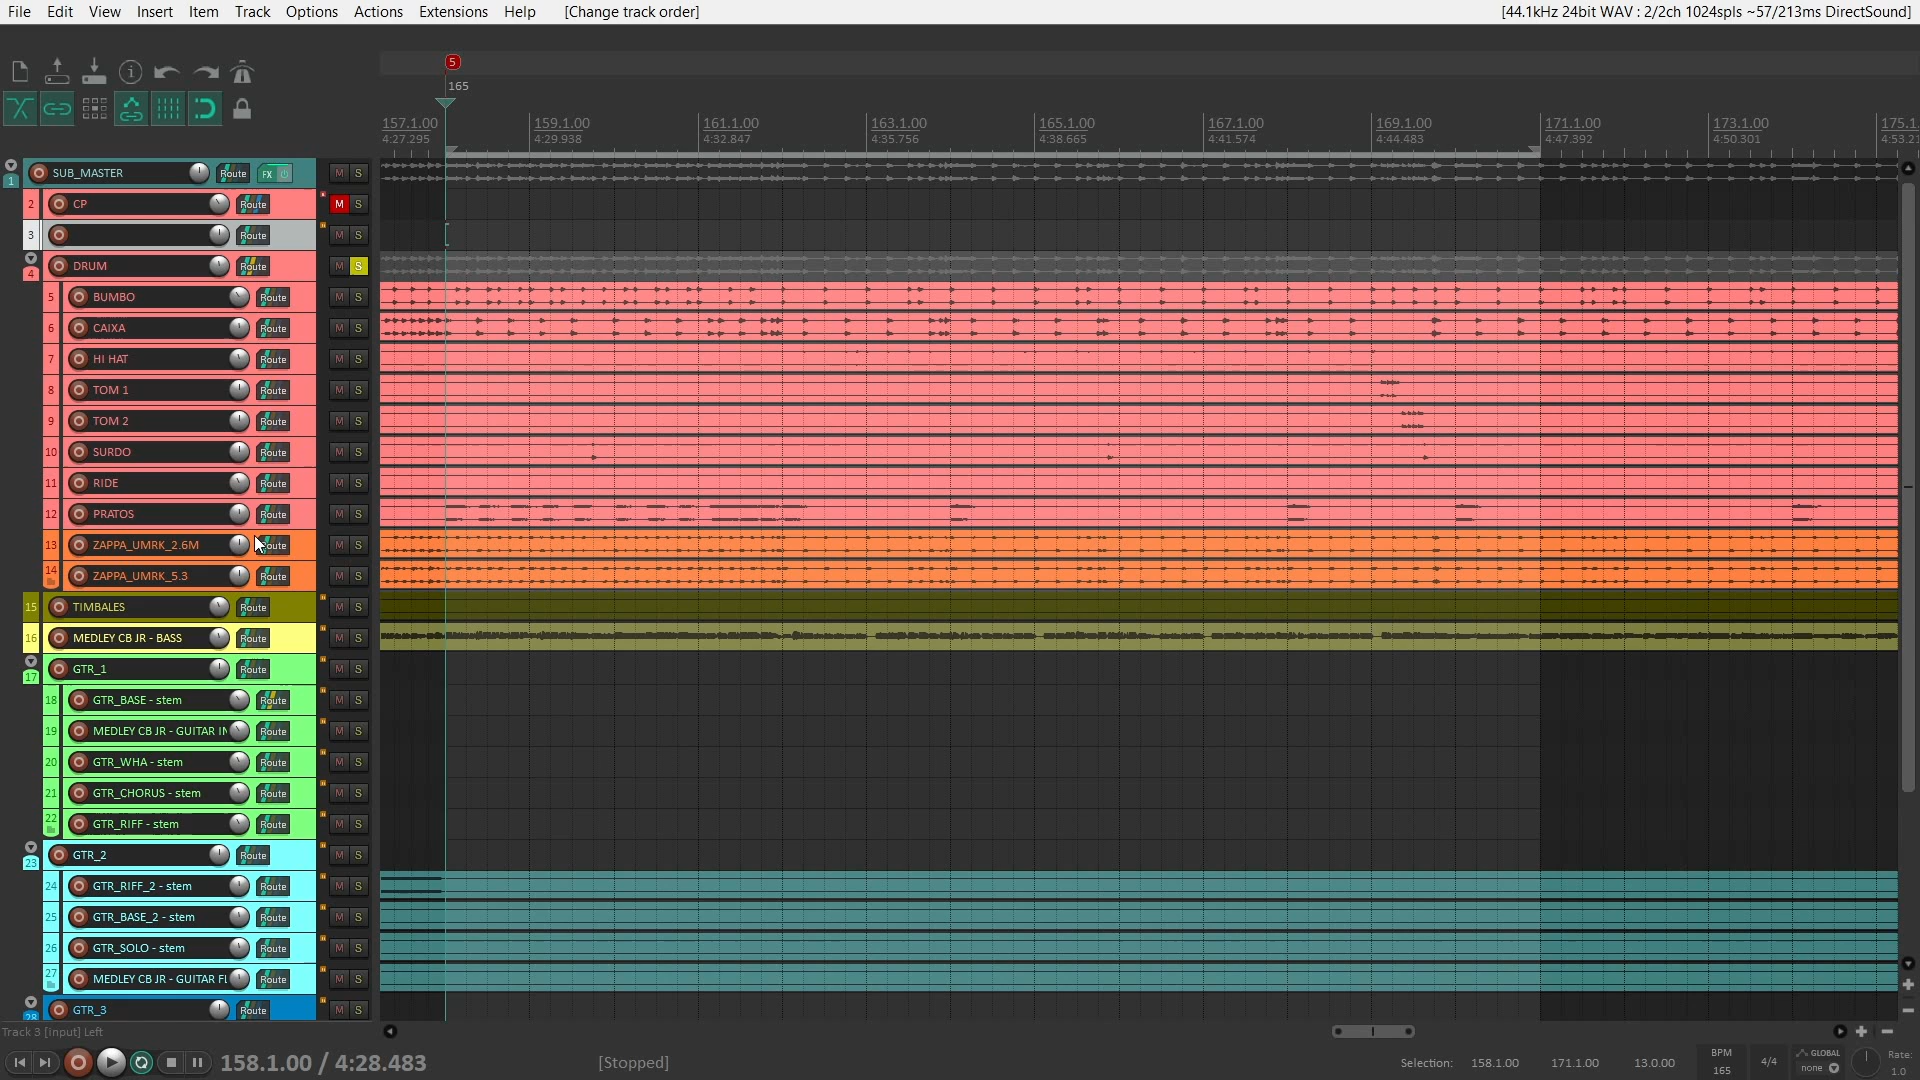 File Edit View Insert Item Track Options Actions Extensions Help [Change track order] [44.1kHz 24bit WAV : 2/2ch 1024spls ~57/213ms DirectSound]
5
165
157.1.00 159.1.00 161.1.00 163.1.00 165.1.00 167.1.00 169.1.00 171.1.00 173.1.00 175.1
4:27.295 4:29.938 4:32.847 4:35.756 4:38.665 4:41.574 4:44.483 4:47.392 4:50.301 4:53.21
1 SUB_MASTER Route FX M S
2 CP Route M S
3 Route M S
4 DRUM Route M S
5 BUMBO Route M S
6 CAIXA Route M S
7 HI HAT Route M S
8 TOM 1 Route M S
9 TOM 2 Route M S
10 SURDO Route M S
11 RIDE Route M S
12 PRATOS Route M S
13 ZAPPA_UMRK_2.6M Route M S
14 ZAPPA_UMRK_5.3 Route M S
15 TIMBALES Route M S
16 MEDLEY CB JR - BASS Route M S
17 GTR_1 Route M S
18 GTR_BASE - stem Route M S
19 MEDLEY CB JR - GUITAR IN Route M S
20 GTR_WHA - stem Route M S
21 GTR_CHORUS - stem Route M S
22 GTR_RIFF - stem Route M S
23 GTR_2 Route M S
24 GTR_RIFF_2 - stem Route M S
25 GTR_BASE_2 - stem Route M S
26 GTR_SOLO - stem Route M S
27 MEDLEY CB JR - GUITAR FL Route M S
28 GTR_3 Route M S
Track 3 [Input] Left
158.1.00 / 4:28.483 [Stopped] Selection: 158.1.00 171.1.00 13.0.00 BPM 165 4/4 GLOBAL none Rate: 1.0